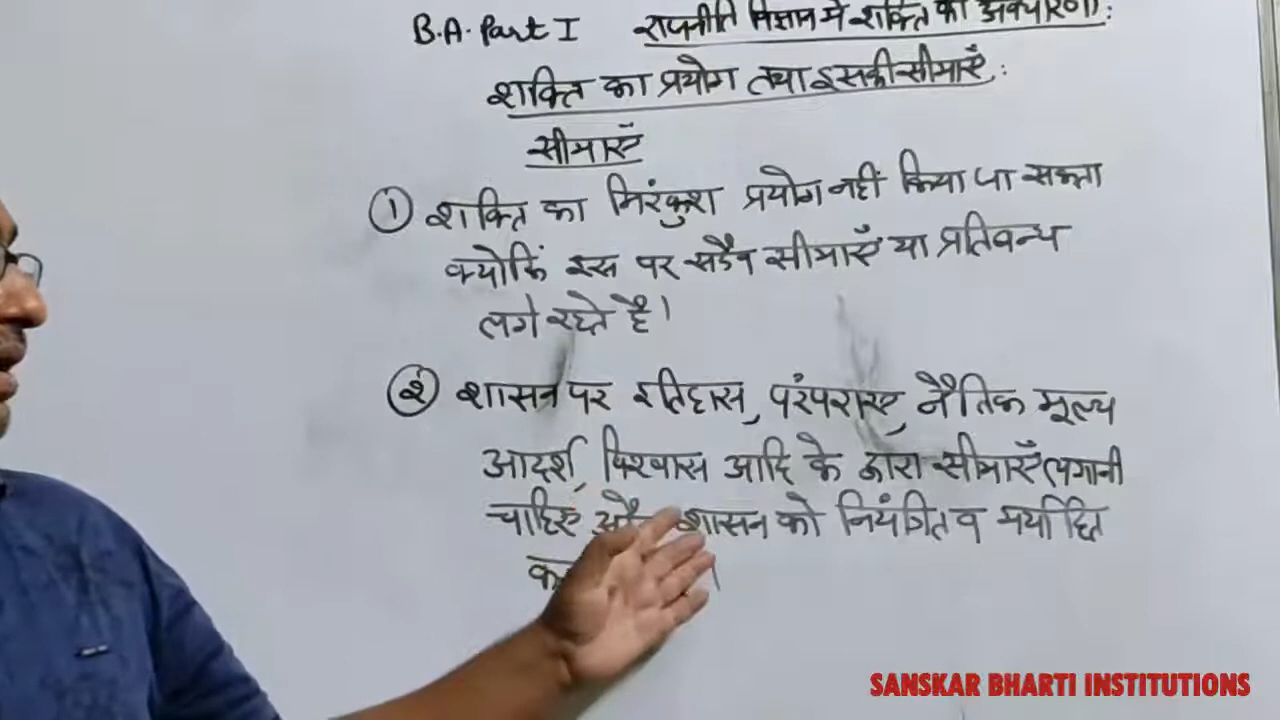 B.A. Part I राजनीति विज्ञान में शक्ति की अवधारणा:
शक्ति का प्रयोग तथा इसकी सीमाएँ:
सीमाएँ
① शक्ति का निरंकुश प्रयोग नहीं किया जा सकता
क्योकिं इस पर सदैव सीमाएँ या प्रतिबन्ध
लगे रहते है।
② शासन पर इतिहास, परंपराए, नैतिक मूल्य
आदर्श, विश्वास आदि के द्वारा सीमाएँ लगानी
चाहिए शासन को नियंत्रित व मर्यादित
SANSKAR BHARTI INSTITUTIONS